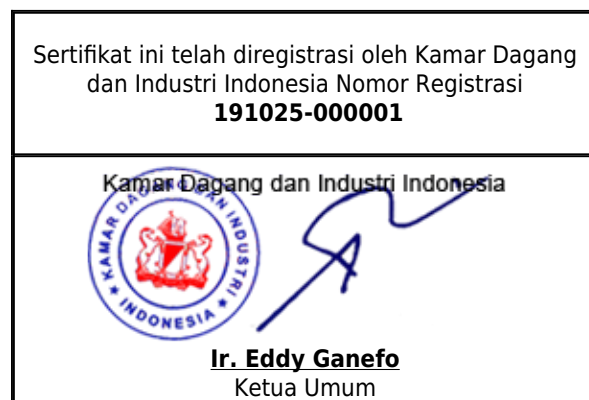 Sertifikat ini telah diregistrasi oleh Kamar Dagang
dan Industri Indonesia Nomor Registrasi
191025-000001
Kamar Dagang dan Industri Indonesia
KAMAR DAGANG DAN INDUSTRI
INDONESIA
Ir. Eddy Ganefo
Ketua Umum